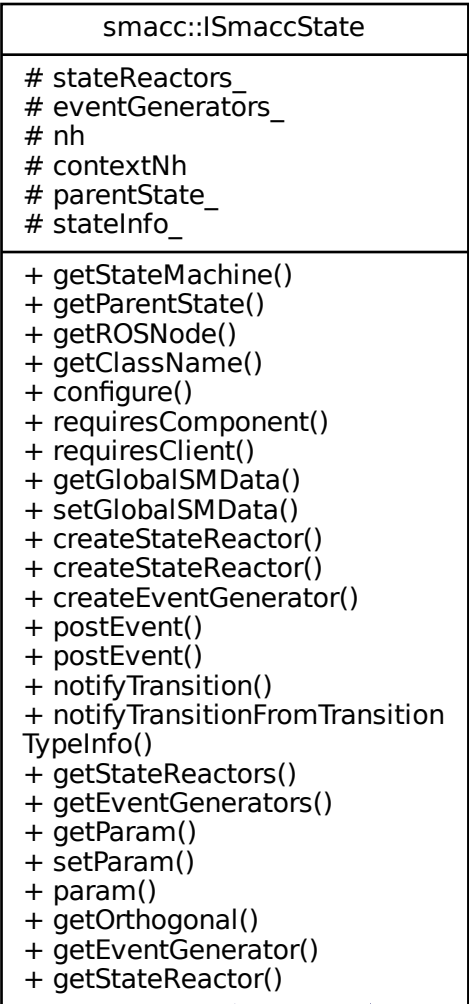 smacc::ISmaccState
# stateReactors_
# eventGenerators_
# nh
# contextNh
# parentState_
# stateInfo_
+ getStateMachine()
+ getParentState()
+ getROSNode()
+ getClassName()
+ configure()
+ requiresComponent()
+ requiresClient()
+ getGlobalSMData()
+ setGlobalSMData()
+ createStateReactor()
+ createStateReactor()
+ createEventGenerator()
+ postEvent()
+ postEvent()
+ notifyTransition()
+ notifyTransitionFromTransition
TypeInfo()
+ getStateReactors()
+ getEventGenerators()
+ getParam()
+ setParam()
+ param()
+ getOrthogonal()
+ getEventGenerator()
+ getStateReactor()